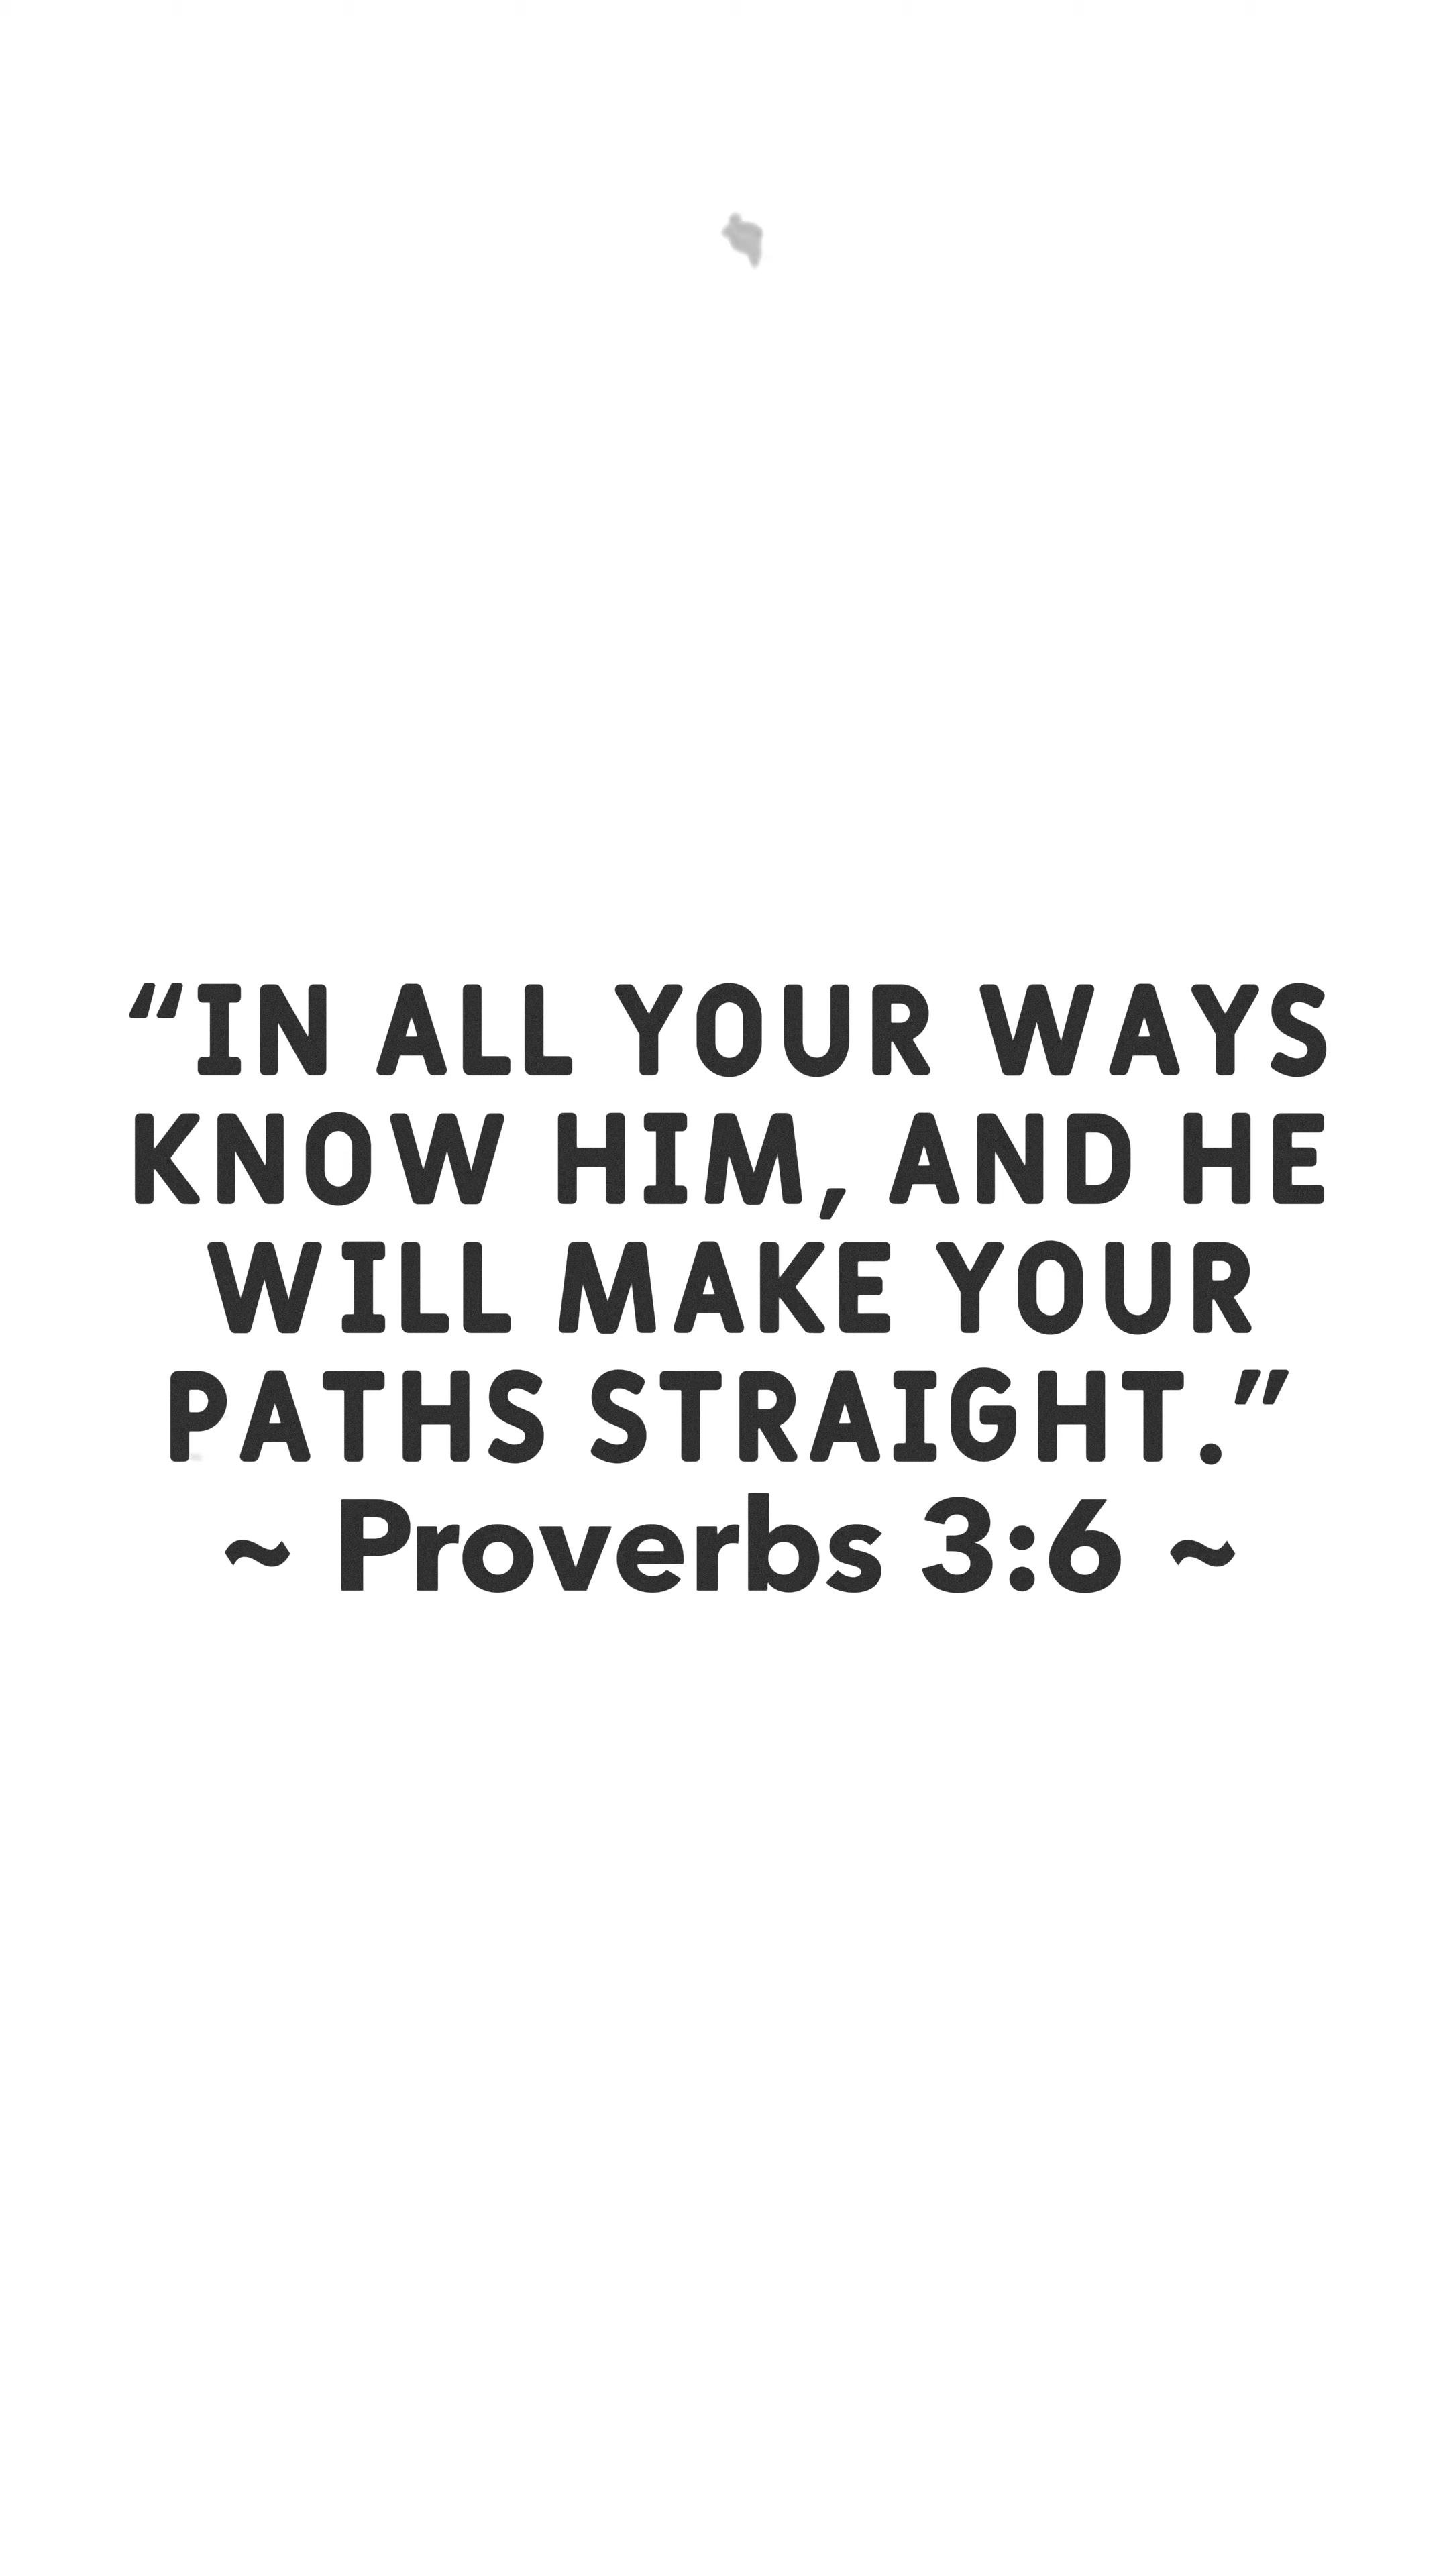 “IN ALL YOUR WAYS
KNOW HIM, AND HE
WILL MAKE YOUR
PATHS STRAIGHT.”
~ Proverbs 3:6 ~